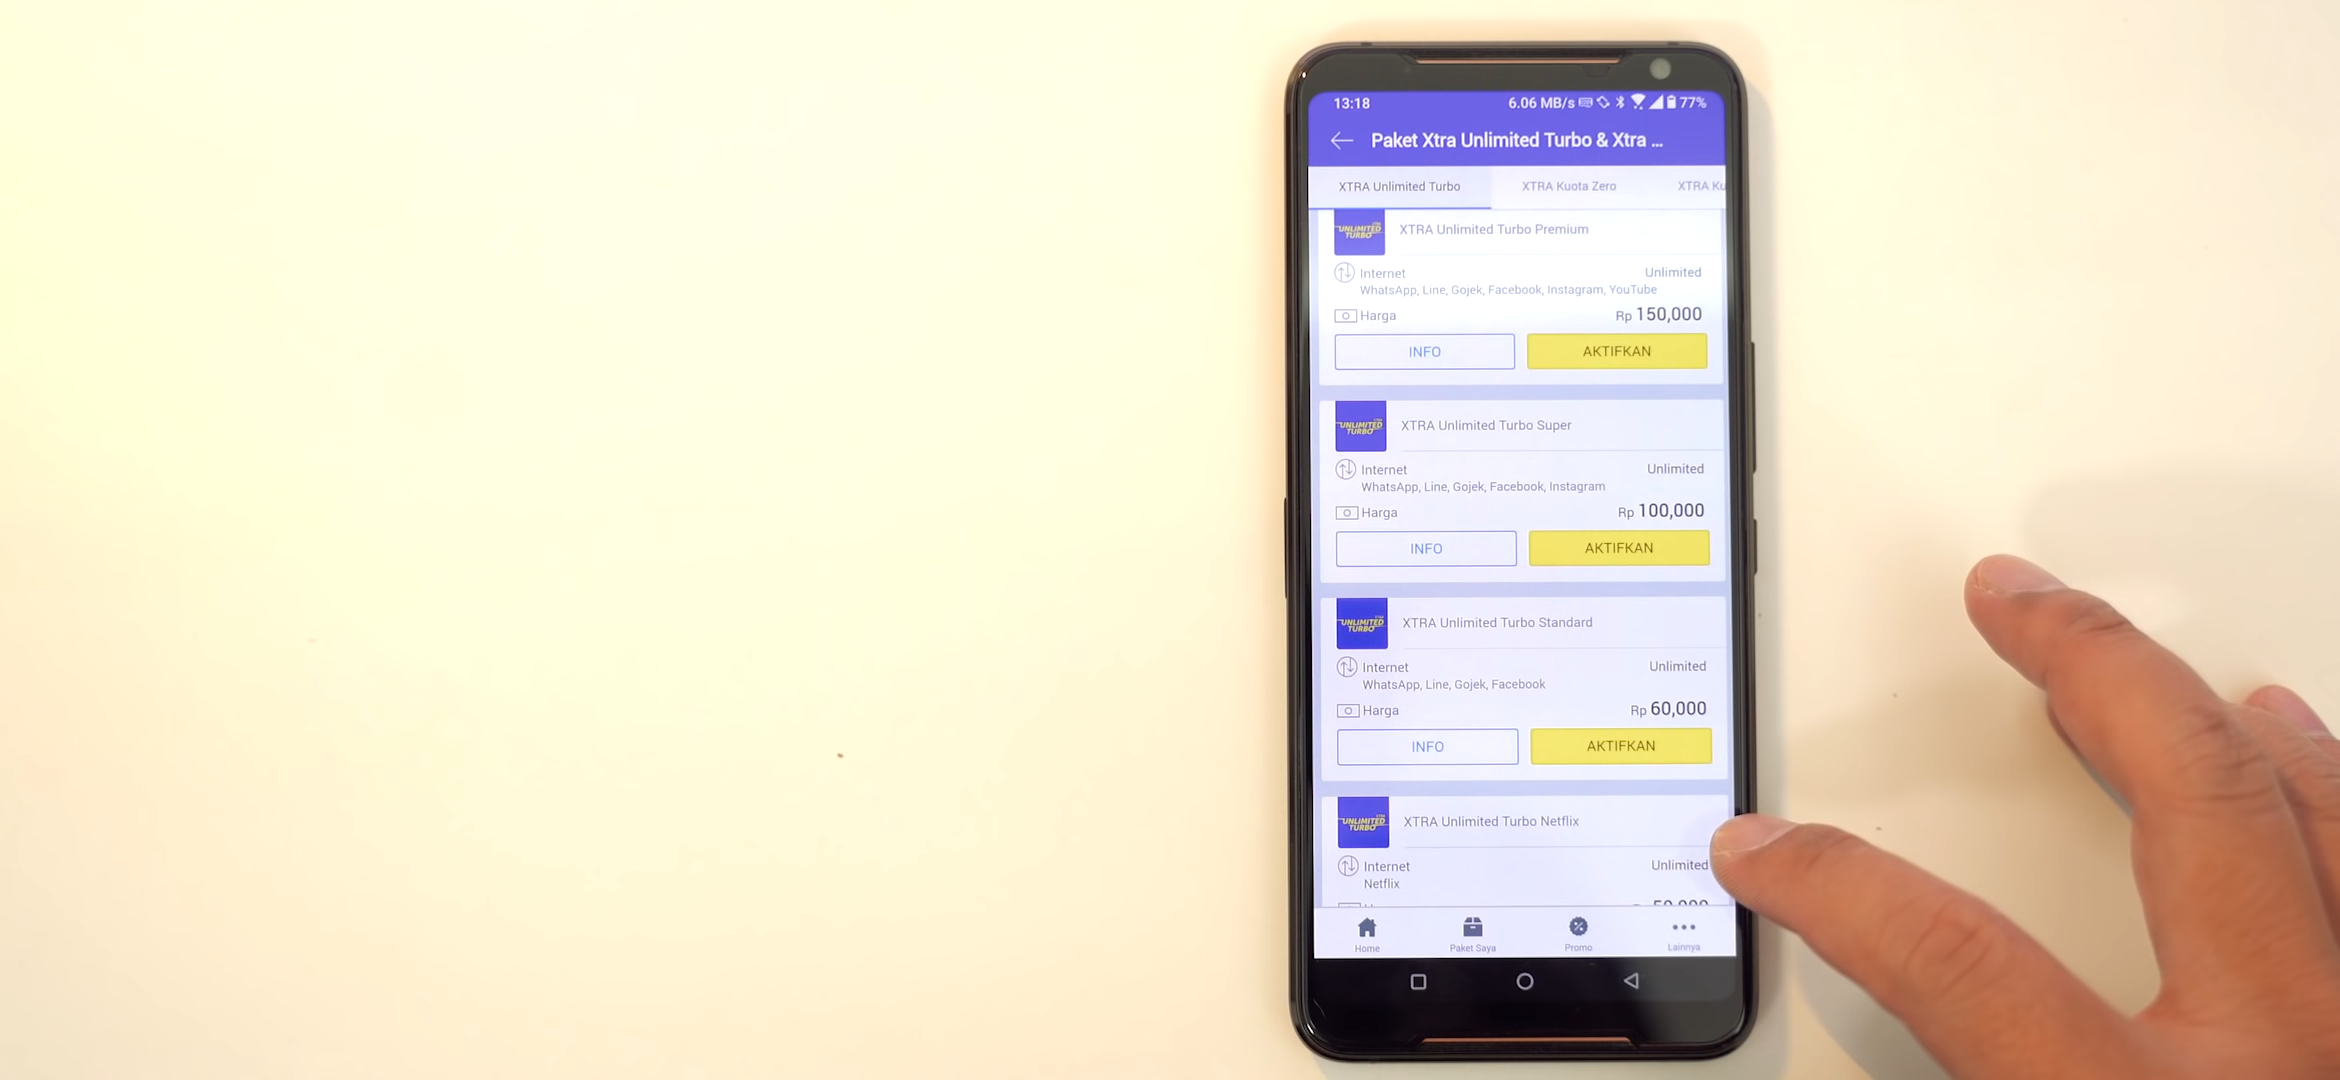 13:18 6.06 MB/s 77%
Paket Xtra Unlimited Turbo & Xtra ...
XTRA Unlimited Turbo XTRA Kuota Zero XTRA Ku
UNLIMITED TURBO
XTRA Unlimited Turbo Premium
Internet Unlimited
WhatsApp, Line, Gojek, Facebook, Instagram, YouTube
Harga Rp 150,000
INFO AKTIFKAN
UNLIMITED TURBO
XTRA Unlimited Turbo Super
Internet Unlimited
WhatsApp, Line, Gojek, Facebook, Instagram
Harga Rp 100,000
INFO AKTIFKAN
UNLIMITED TURBO
XTRA Unlimited Turbo Standard
Internet Unlimited
WhatsApp, Line, Gojek, Facebook
Harga Rp 60,000
INFO AKTIFKAN
UNLIMITED TURBO
XTRA Unlimited Turbo Netflix
Internet Unlimited
Netflix
Home Paket Saya Promo Lainnya